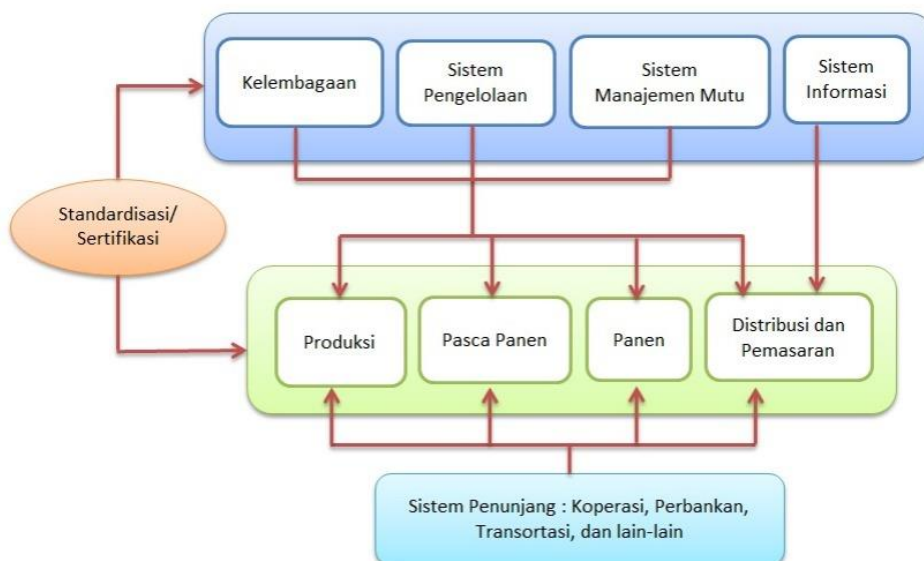 Kelembagaan
Sistem
Pengelolaan
Sistem
Manajemen Mutu
Sistem
Informasi
Standardisasi/
Sertifikasi
Produksi
Pasca Panen
Panen
Distribusi dan
Pemasaran
Sistem Penunjang : Koperasi, Perbankan,
Transortasi, dan lain-lain